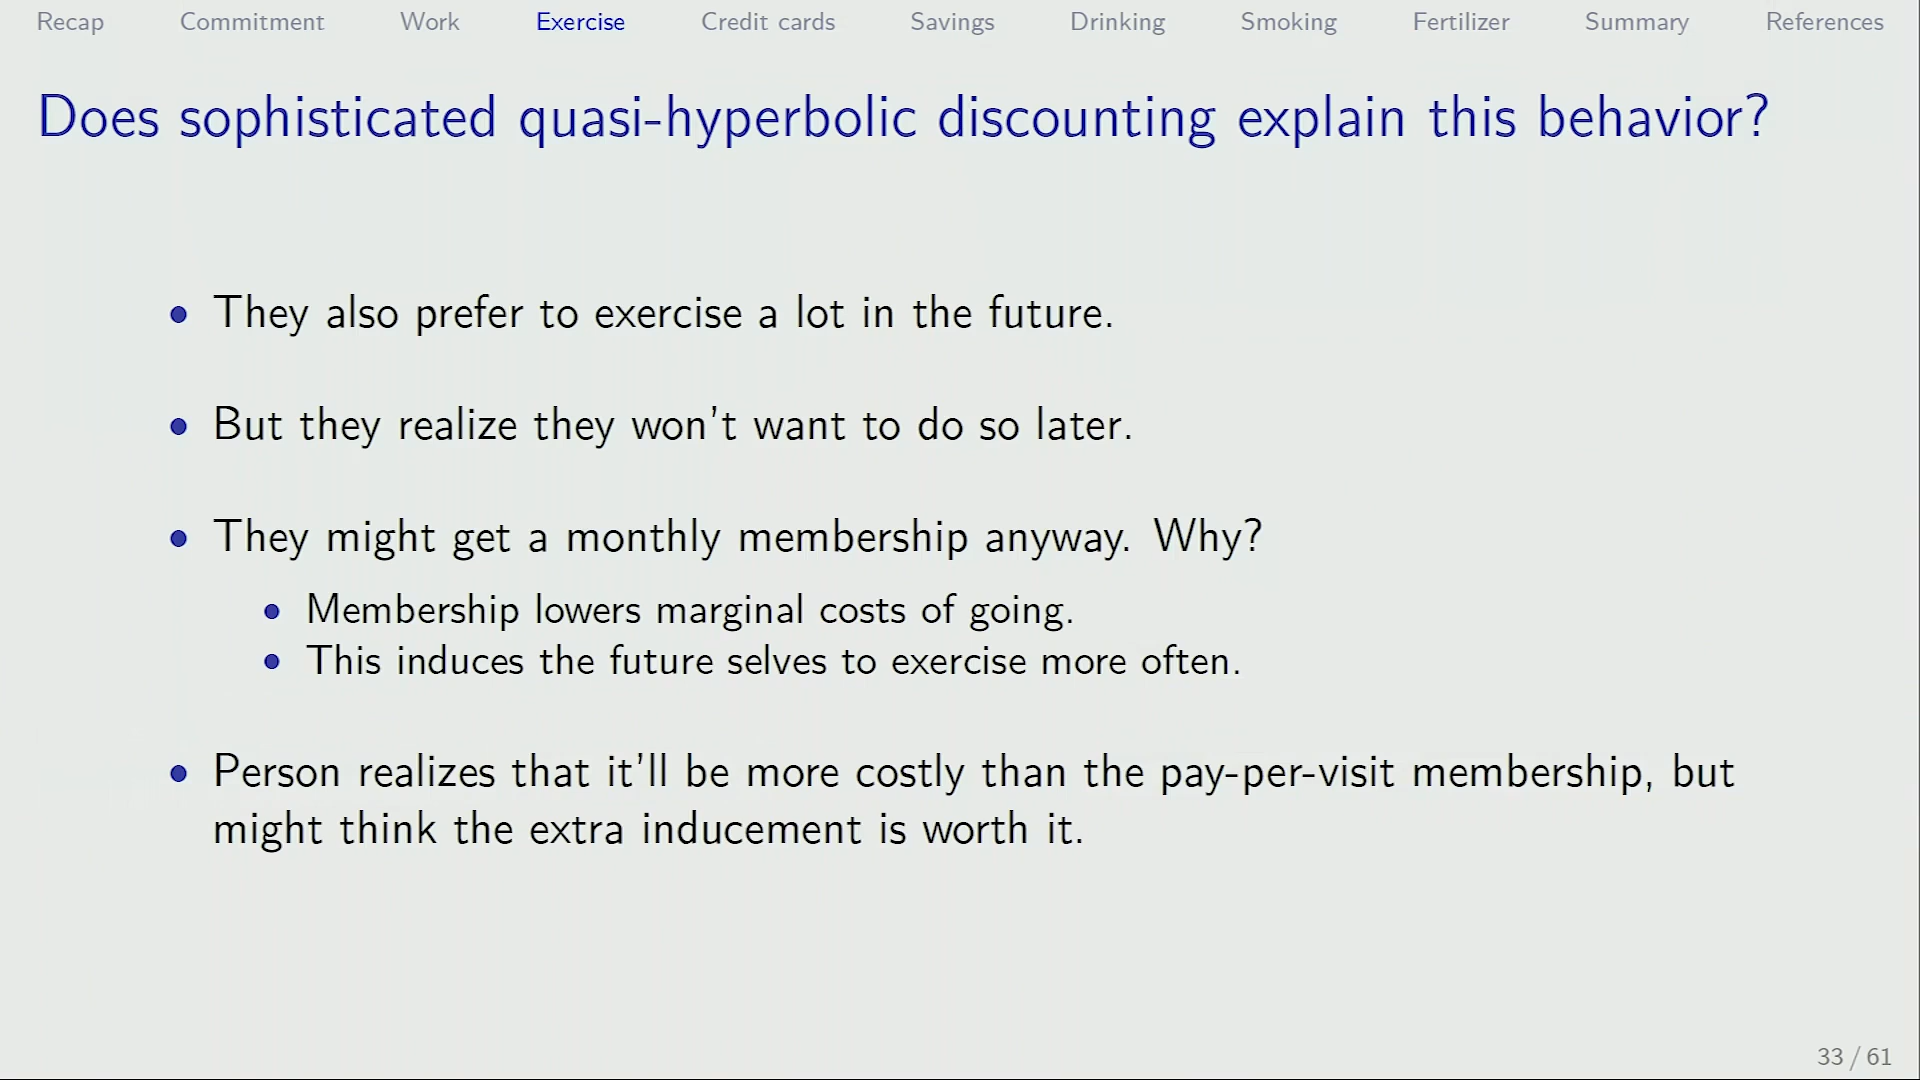 Recap Commitment Work Exercise Credit cards Savings Drinking Smoking Fertilizer Summary References
Does sophisticated quasi-hyperbolic discounting explain this behavior?
• They also prefer to exercise a lot in the future.
• But they realize they won't want to do so later.
• They might get a monthly membership anyway. Why?
• Membership lowers marginal costs of going.
• This induces the future selves to exercise more often.
• Person realizes that it'll be more costly than the pay-per-visit membership, but
might think the extra inducement is worth it.
33 / 61